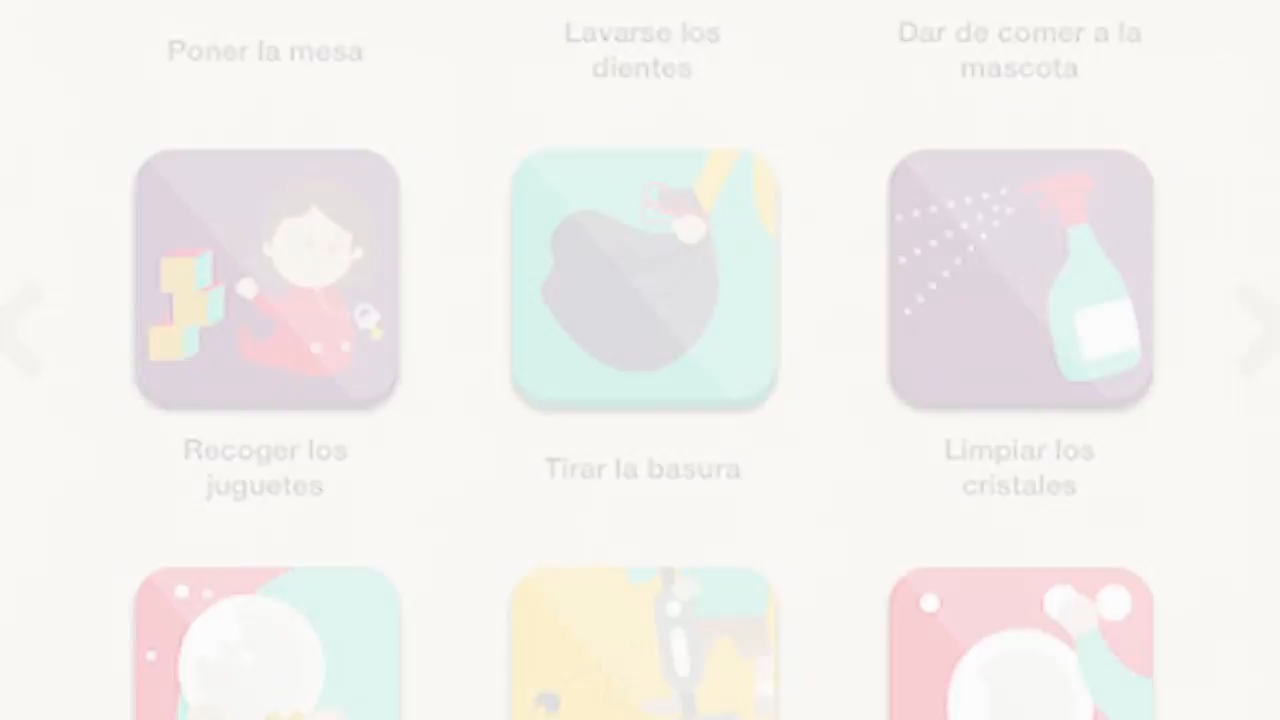 Poner la mesa
Lavarse los
dientes
Dar de comer a la
mascota
Recoger los
juguetes
Tirar la basura
Limpiar los
cristales